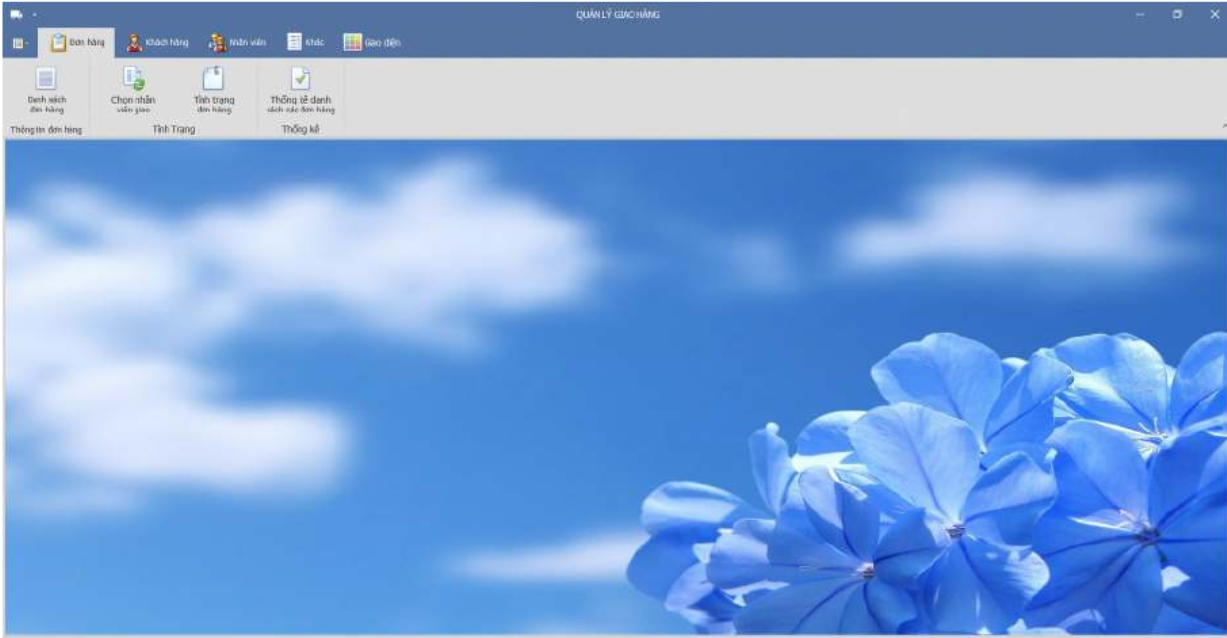 QUẢN LÝ GIAO HÀNG
Đơn hàng
Khách hàng
Nhân viên
Khác
Giao diện
Danh sách
đơn hàng
Chọn nhân
viên giao
Tình trạng
đơn hàng
Thống kê danh
sách các đơn hàng
Thông tin đơn hàng
Tình Trạng
Thống kê